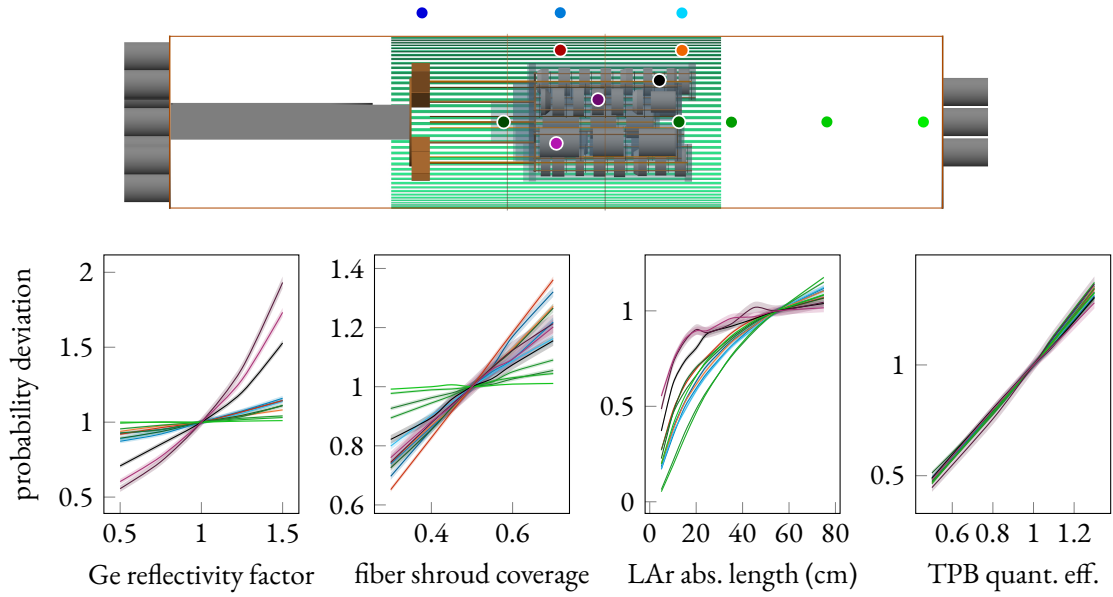 probability deviation
2
1.5
1
0.5
0.5 1 1.5
Ge reflectivity factor
1.4
1.2
1
0.8
0.6
0.4 0.6
fiber shroud coverage
1
0
0 20 40 60 80
LAr abs. length (cm)
1
0.5
0.6 0.8 1 1.2
TPB quant. eff.